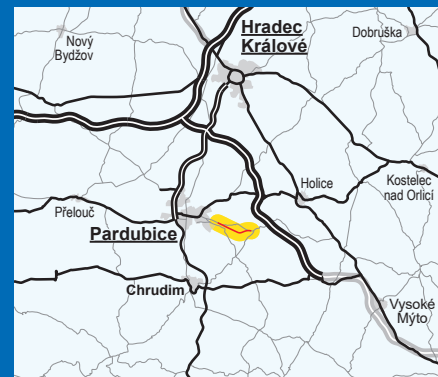 Hradec
Králové
Dobruška
Nový
Bydžov
Holice
Kostelec
nad Orlicí
Přelouč
Pardubice
Chrudim
Vysoké
Mýto